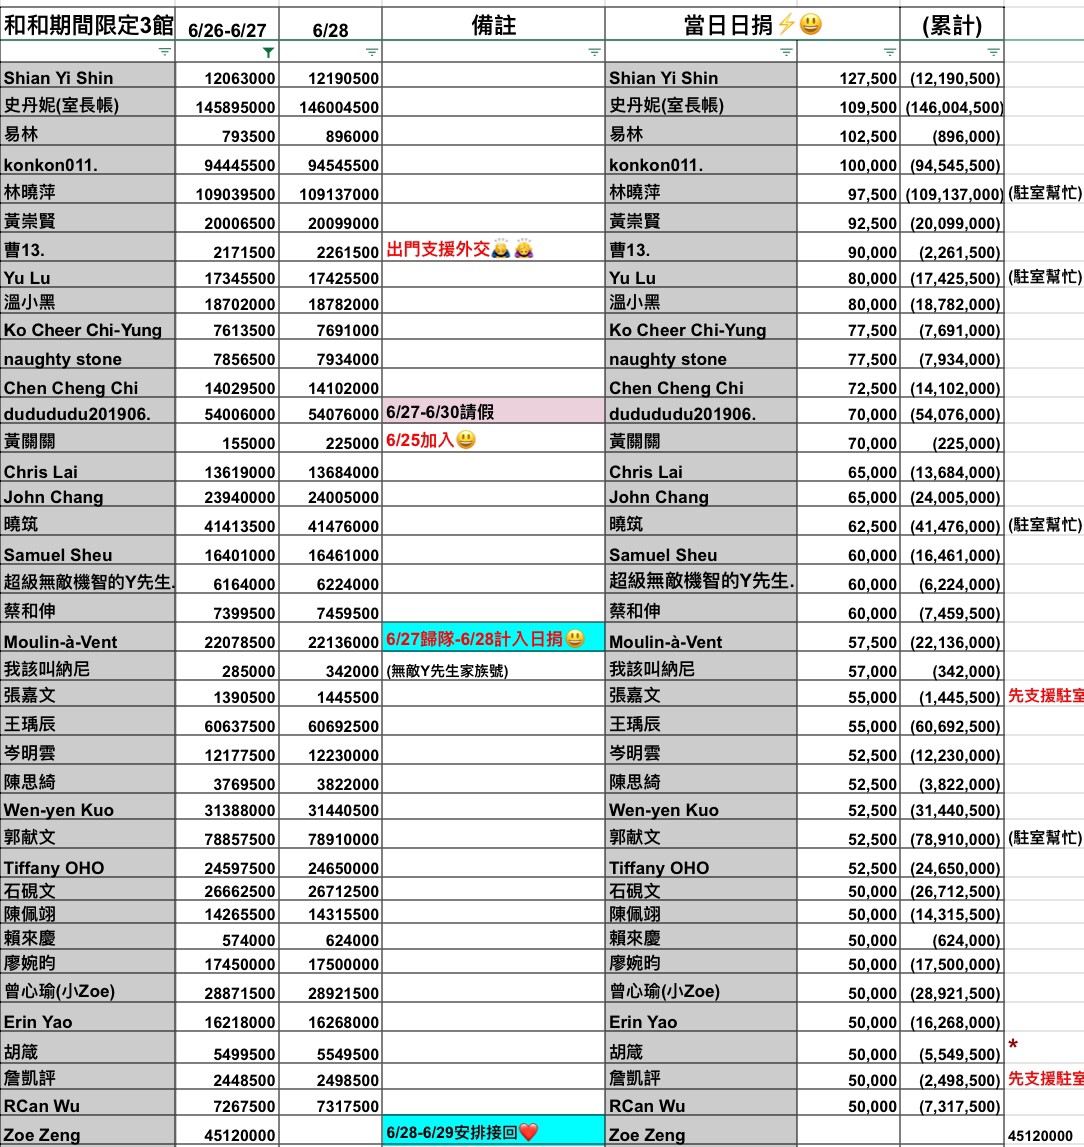 和和期間限定3館 6/26-6/27 6/28 備註 當日日捐⚡😃 (累計)
Shian Yi Shin 12063000 12190500 Shian Yi Shin 127,500 (12,190,500)
史丹妮(室長帳) 145895000 146004500 史丹妮(室長帳) 109,500 (146,004,500)
易林 793500 896000 易林 102,500 (896,000)
konkon011. 94445500 94545500 konkon011. 100,000 (94,545,500)
林曉萍 109039500 109137000 林曉萍 97,500 (109,137,000) (駐室幫忙)
黃崇賢 20006500 20099000 黃崇賢 92,500 (20,099,000)
曹13. 2171500 2261500 出門支援外交🙇‍♂️🙇‍♀️ 曹13. 90,000 (2,261,500)
Yu Lu 17345500 17425500 Yu Lu 80,000 (17,425,500) (駐室幫忙)
溫小黑 18702000 18782000 溫小黑 80,000 (18,782,000)
Ko Cheer Chi-Yung 7613500 7691000 Ko Cheer Chi-Yung 77,500 (7,691,000)
naughty stone 7856500 7934000 naughty stone 77,500 (7,934,000)
Chen Cheng Chi 14029500 14102000 Chen Cheng Chi 72,500 (14,102,000)
dudududu201906. 54006000 54076000 6/27-6/30請假 dudududu201906. 70,000 (54,076,000)
黃關關 155000 225000 6/25加入😃 黃關關 70,000 (225,000)
Chris Lai 13619000 13684000 Chris Lai 65,000 (13,684,000)
John Chang 23940000 24005000 John Chang 65,000 (24,005,000)
曉筑 41413500 41476000 曉筑 62,500 (41,476,000) (駐室幫忙)
Samuel Sheu 16401000 16461000 Samuel Sheu 60,000 (16,461,000)
超級無敵機智的Y先生. 6164000 6224000 超級無敵機智的Y先生. 60,000 (6,224,000)
蔡和伸 7399500 7459500 蔡和伸 60,000 (7,459,500)
Moulin-à-Vent 22078500 22136000 6/27歸隊-6/28計入日捐😃 Moulin-à-Vent 57,500 (22,136,000)
我該叫納尼 285000 342000 (無敵Y先生家族號) 我該叫納尼 57,000 (342,000)
張嘉文 1390500 1445500 張嘉文 55,000 (1,445,500) 先支援駐室
王瑀辰 60637500 60692500 王瑀辰 55,000 (60,692,500)
岑明雲 12177500 12230000 岑明雲 52,500 (12,230,000)
陳思綺 3769500 3822000 陳思綺 52,500 (3,822,000)
Wen-yen Kuo 31388000 31440500 Wen-yen Kuo 52,500 (31,440,500)
郭献文 78857500 78910000 郭献文 52,500 (78,910,000) (駐室幫忙)
Tiffany OHO 24597500 24650000 Tiffany OHO 52,500 (24,650,000)
石硯文 26662500 26712500 石硯文 50,000 (26,712,500)
陳佩翊 14265500 14315500 陳佩翊 50,000 (14,315,500)
賴來慶 574000 624000 賴來慶 50,000 (624,000)
廖婉昀 17450000 17500000 廖婉昀 50,000 (17,500,000)
曾心瑜(小Zoe) 28871500 28921500 曾心瑜(小Zoe) 50,000 (28,921,500)
Erin Yao 16218000 16268000 Erin Yao 50,000 (16,268,000)
胡箴 5499500 5549500 胡箴 50,000 (5,549,500) *
詹凱評 2448500 2498500 詹凱評 50,000 (2,498,500) 先支援駐室
RCan Wu 7267500 7317500 RCan Wu 50,000 (7,317,500)
Zoe Zeng 45120000 6/28-6/29安排接回❤️ Zoe Zeng 45120000